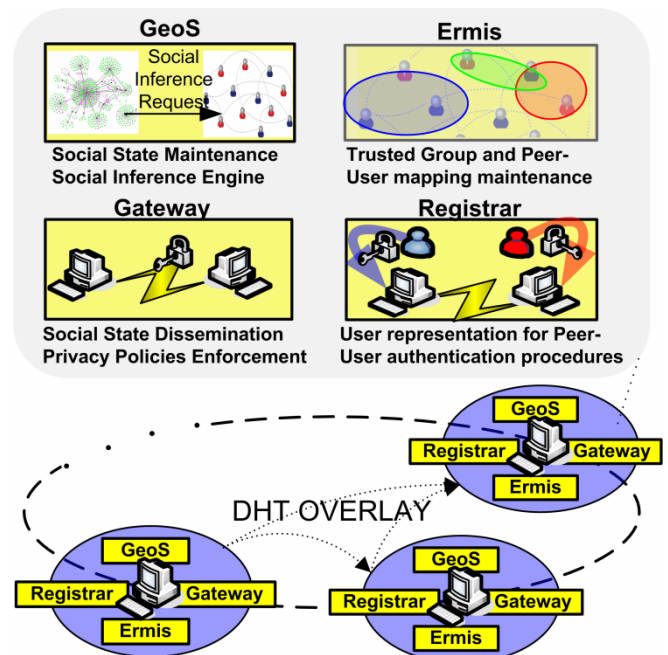 GeoS
Social
Inference
Reques
Social State Maintenance
Social Inference Engine
Ermis
Trusted Group and Peer-
User mapping maintenance
Gateway
Social State Dissemination
Privacy Policies Enforcement
Registrar
User representation for Peer-
User authentication procedures
GeoS
Registrar
Gateway
Ermis
DHT OVERLAY
GeoS
Registrar
Gateway
Ermis
GeoS
Registrar
Gateway
Ermis